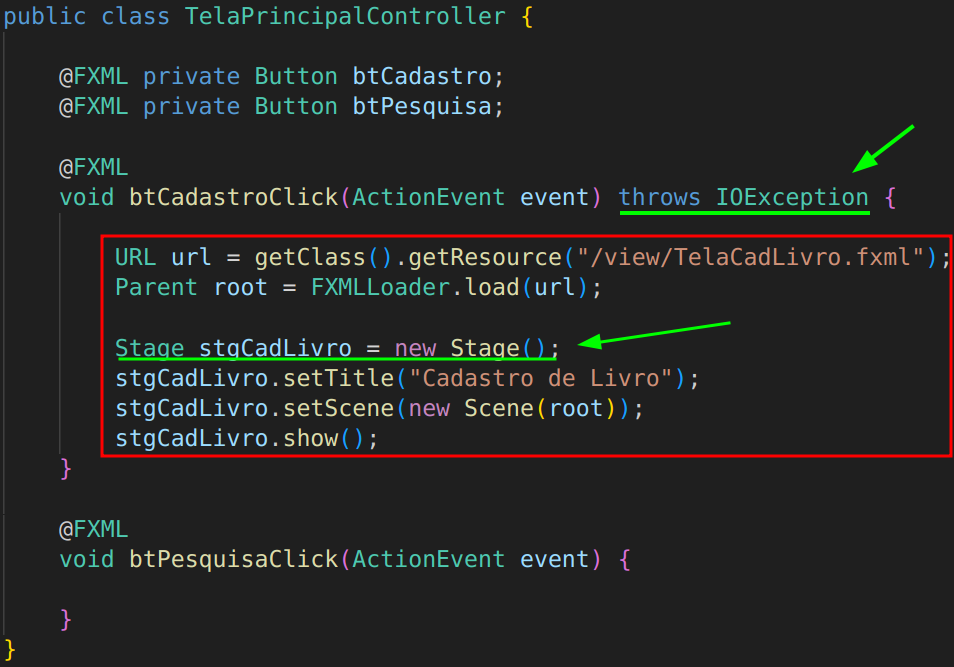 public class TelaPrincipalController {
@FXML private Button btCadastro;
@FXML private Button btPesquisa;
@FXML
void btCadastroClick(ActionEvent event) throws IOException {
URL url = getClass().getResource("/view/TelaCadLivro.fxml");
Parent root = FXMLLoader.load(url);
Stage stgCadLivro = new Stage();
stgCadLivro.setTitle("Cadastro de Livro");
stgCadLivro.setScene(new Scene(root));
stgCadLivro.show();
}
@FXML
void btPesquisaClick(ActionEvent event) {
}
}